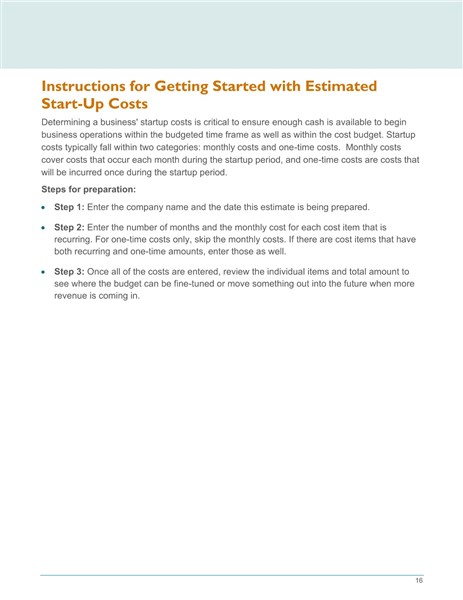 Instructions for Getting Started with Estimated
Start-Up Costs
Determining a business' startup costs is critical to ensure enough cash is available to begin
business operations within the budgeted time frame as well as within the cost budget. Startup
costs typically fall within two categories: monthly costs and one-time costs.  Monthly costs
cover costs that occur each month during the startup period, and one-time costs are costs that
will be incurred once during the startup period.
Steps for preparation:
• Step 1: Enter the company name and the date this estimate is being prepared.
• Step 2: Enter the number of months and the monthly cost for each cost item that is
recurring. For one-time costs only, skip the monthly costs. If there are cost items that have
both recurring and one-time amounts, enter those as well.
• Step 3: Once all of the costs are entered, review the individual items and total amount to
see where the budget can be fine-tuned or move something out into the future when more
revenue is coming in.
16